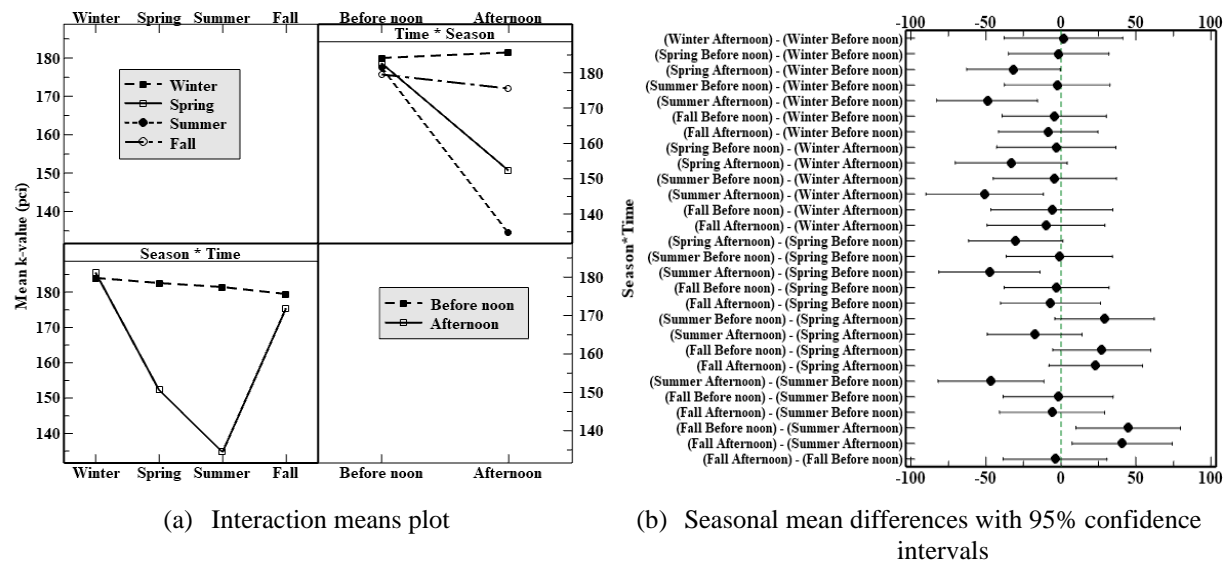 Winter Spring Summer Fall
Before noon Afternoon
Time * Season
180
170
160
150
140
Winter
Spring
Summer
Fall
180
170
160
150
140
Mean k-value (pci)
Season * Time
180
170
160
150
140
Before noon
Afternoon
180
170
160
150
140
Winter Spring Summer Fall
Before noon Afternoon
(a) Interaction means plot
-100 -50 0 50 100
Season*Time
(Winter Afternoon) - (Winter Before noon)
(Spring Before noon) - (Winter Before noon)
(Spring Afternoon) - (Winter Before noon)
(Summer Before noon) - (Winter Before noon)
(Summer Afternoon) - (Winter Before noon)
(Fall Before noon) - (Winter Before noon)
(Fall Afternoon) - (Winter Before noon)
(Spring Before noon) - (Winter Afternoon)
(Spring Afternoon) - (Winter Afternoon)
(Summer Before noon) - (Winter Afternoon)
(Summer Afternoon) - (Winter Afternoon)
(Fall Before noon) - (Winter Afternoon)
(Fall Afternoon) - (Winter Afternoon)
(Spring Afternoon) - (Spring Before noon)
(Summer Before noon) - (Spring Before noon)
(Summer Afternoon) - (Spring Before noon)
(Fall Before noon) - (Spring Before noon)
(Fall Afternoon) - (Spring Before noon)
(Summer Before noon) - (Spring Afternoon)
(Summer Afternoon) - (Spring Afternoon)
(Fall Before noon) - (Spring Afternoon)
(Fall Afternoon) - (Spring Afternoon)
(Summer Afternoon) - (Summer Before noon)
(Fall Before noon) - (Summer Before noon)
(Fall Afternoon) - (Summer Before noon)
(Fall Before noon) - (Summer Afternoon)
(Fall Afternoon) - (Summer Afternoon)
(Fall Afternoon) - (Fall Before noon)
-100 -50 0 50 100
(b) Seasonal mean differences with 95% confidence
intervals